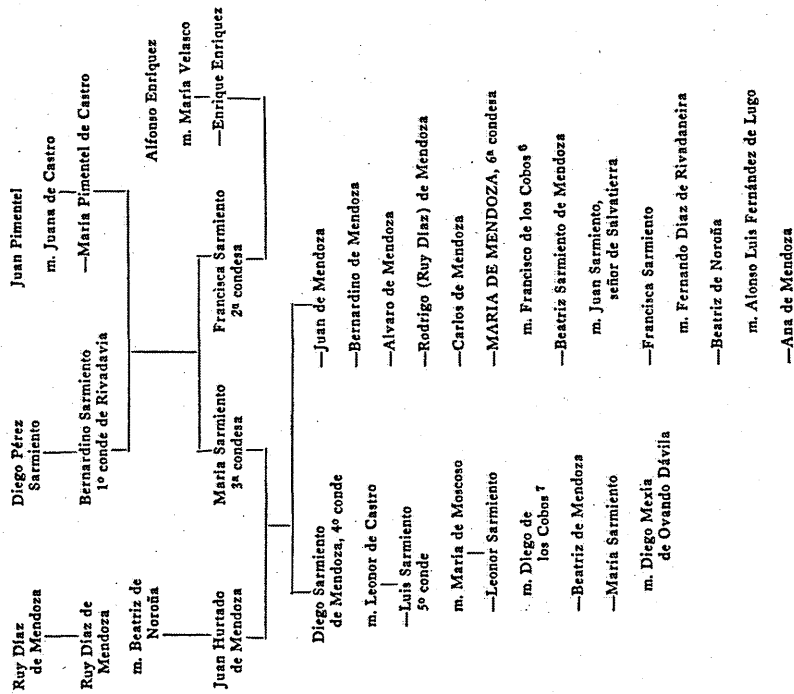 Ruy Díaz
de Mendoza
Ruy Díaz de
Mendoza
m. Beatriz de
Noroña
Juan Hurtado
de Mendoza
Diego Pérez
Sarmiento
Bernardino Sarmiento
1º conde de Rivadavia
Juan Pimentel
m. Juana de Castro
—María Pimentel de Castro
María Sarmiento
3ª condesa
Francisca Sarmiento
2ª condesa
Alfonso Enríquez
m. María Velasco
—Enrique Enríquez
Diego Sarmiento
de Mendoza, 4º conde
m. Leonor de Castro
—Luis Sarmiento
5º conde
m. María de Moscoso
—Leonor Sarmiento
m. Diego de
los Cobos 7
—Beatriz de Mendoza
—María Sarmiento
m. Diego Mexía
de Ovando Dávila
—Juan de Mendoza
—Bernardino de Mendoza
—Alvaro de Mendoza
—Rodrigo (Ruy Díaz) de Mendoza
—Carlos de Mendoza
—MARIA DE MENDOZA, 6ª condesa
m. Francisco de los Cobos 6
—Beatriz Sarmiento de Mendoza
m. Juan Sarmiento,
señor de Salvatierra
—Francisca Sarmiento
m. Fernando Díaz de Rivadaneira
—Beatriz de Noroña
m. Alonso Luis Fernández de Lugo
—Ana de Mendoza